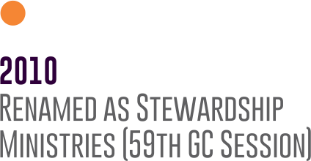 2010
Renamed as Stewardship
Ministries (59th GC Session)